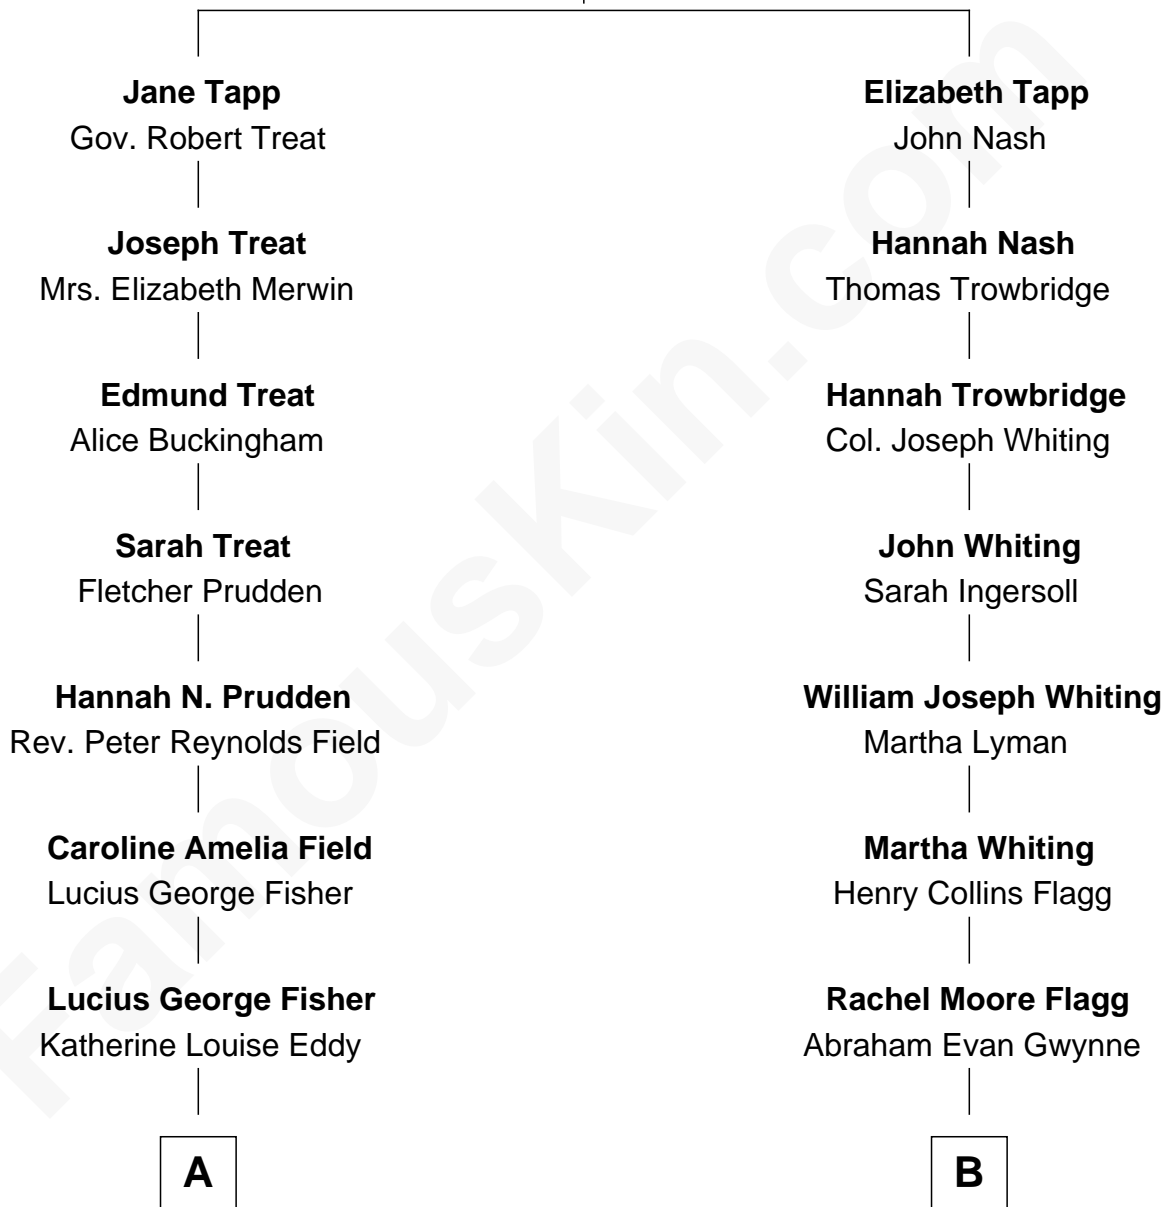 Jane Tapp
Gov. Robert Treat
Elizabeth Tapp
John Nash
Joseph Treat
Mrs. Elizabeth Merwin
Hannah Nash
Thomas Trowbridge
Edmund Treat
Alice Buckingham
Hannah Trowbridge
Col. Joseph Whiting
Sarah Treat
Fletcher Prudden
John Whiting
Sarah Ingersoll
Hannah N. Prudden
Rev. Peter Reynolds Field
William Joseph Whiting
Martha Lyman
Caroline Amelia Field
Lucius George Fisher
Martha Whiting
Henry Collins Flagg
Lucius George Fisher
Katherine Louise Eddy
Rachel Moore Flagg
Abraham Evan Gwynne
A
B
FamousKin.com